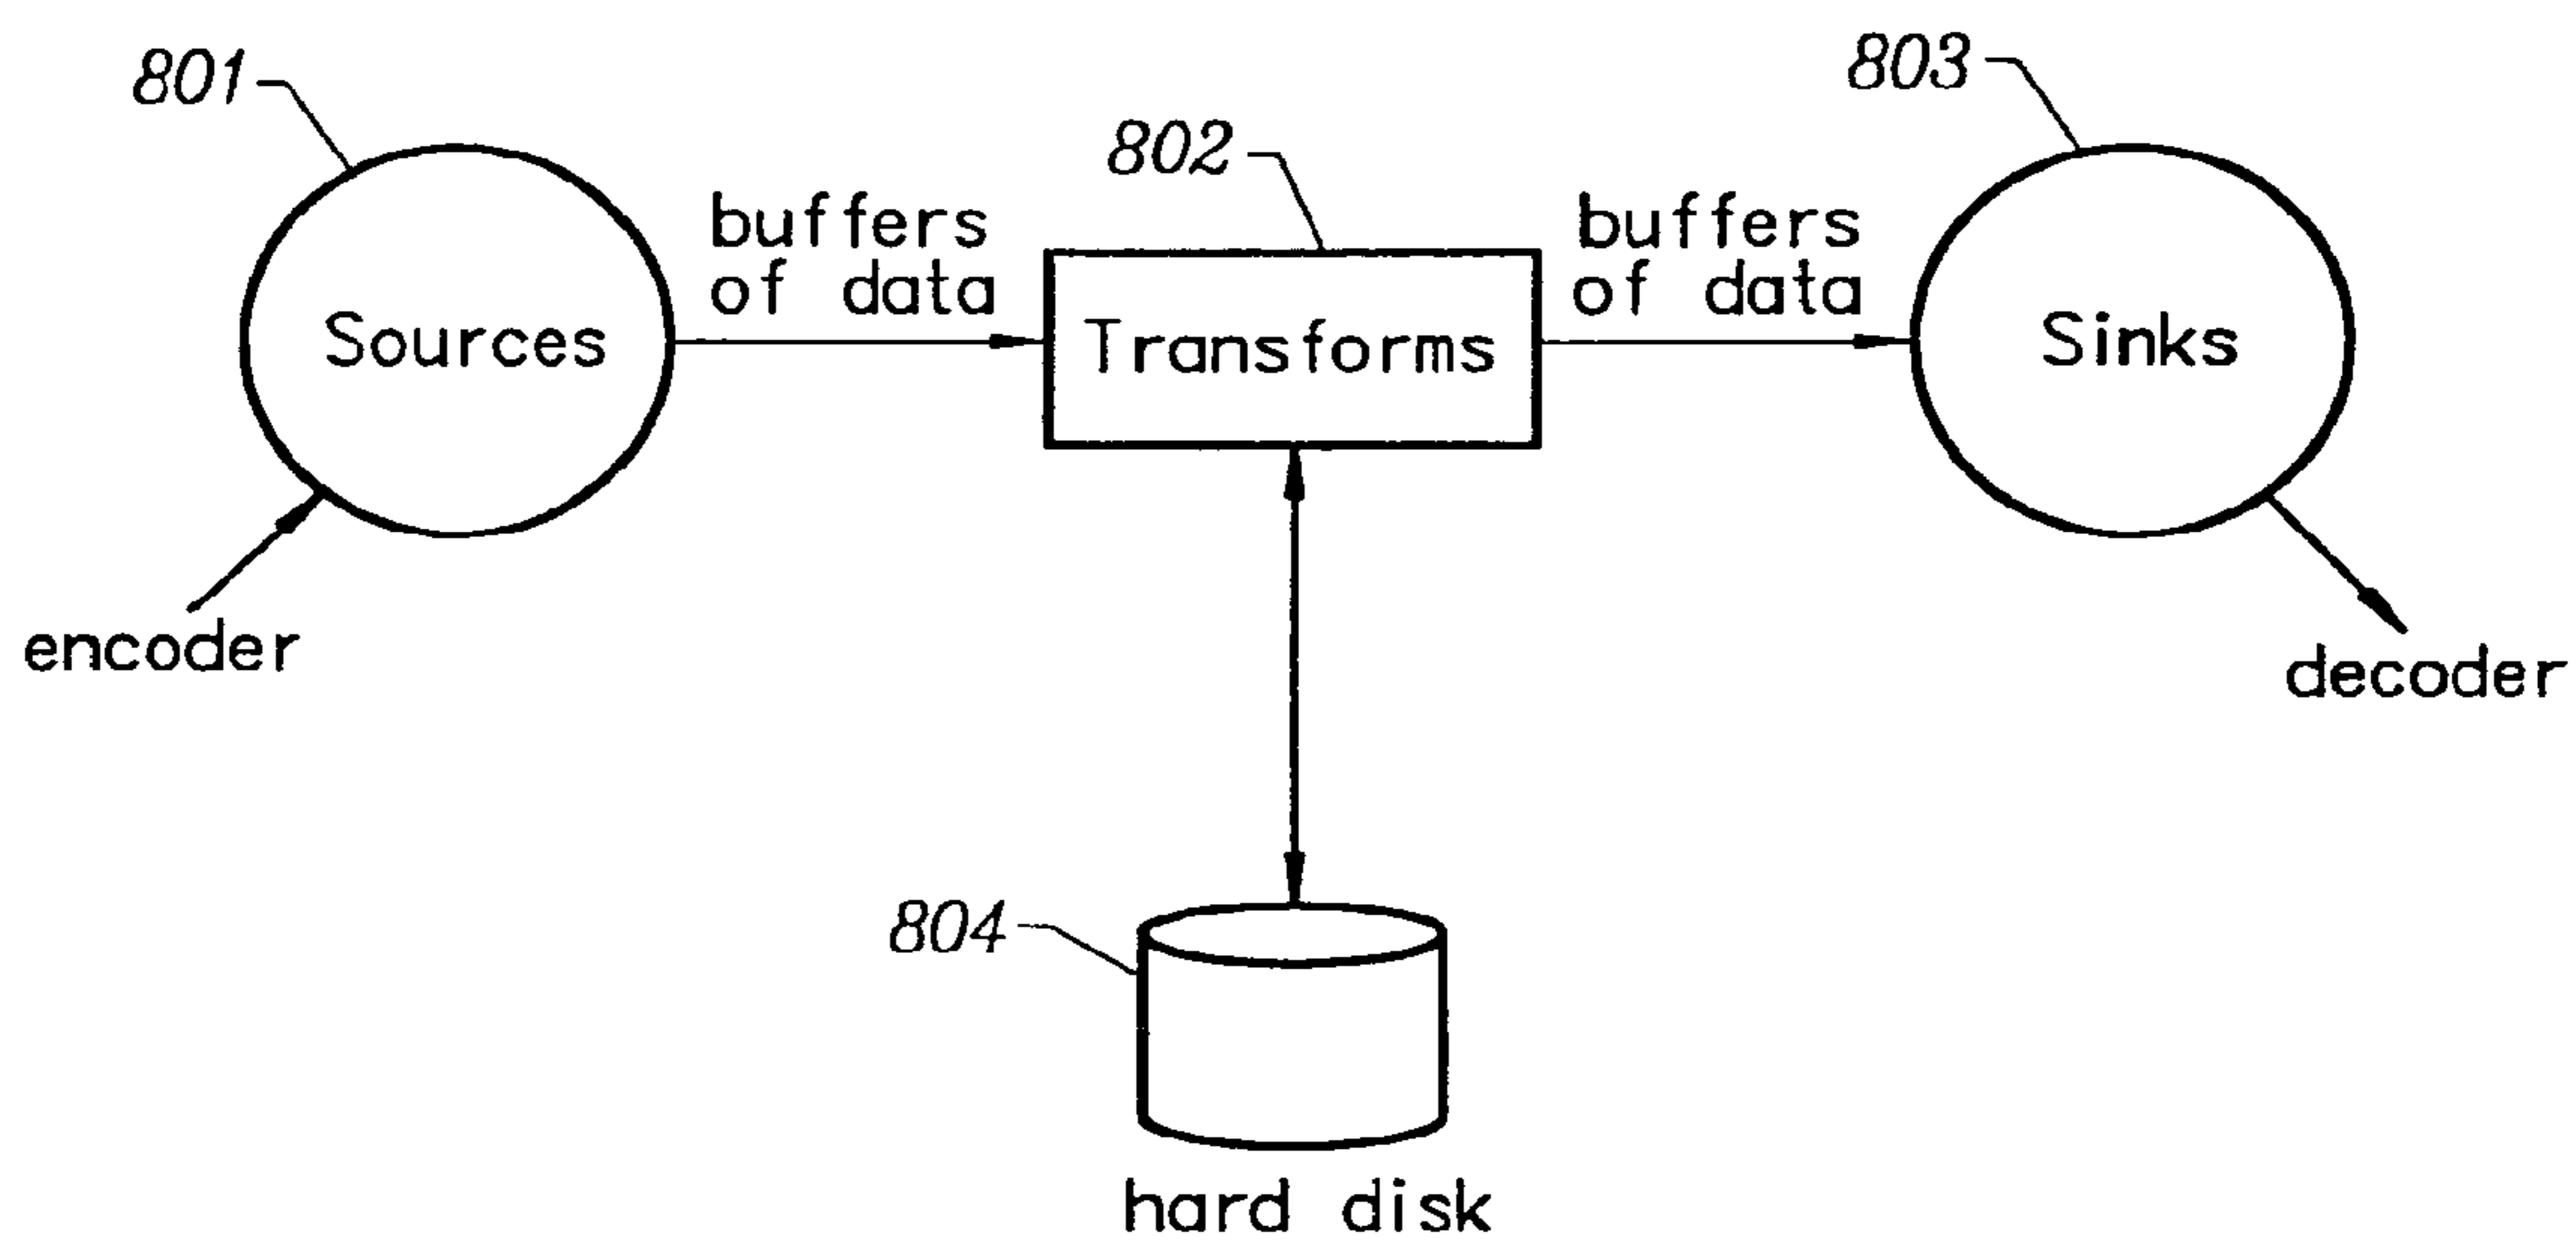 801
802
803
buffers
of data
buffers
of data
Sources
Transforms
Sinks
encoder
decoder
804
hard disk